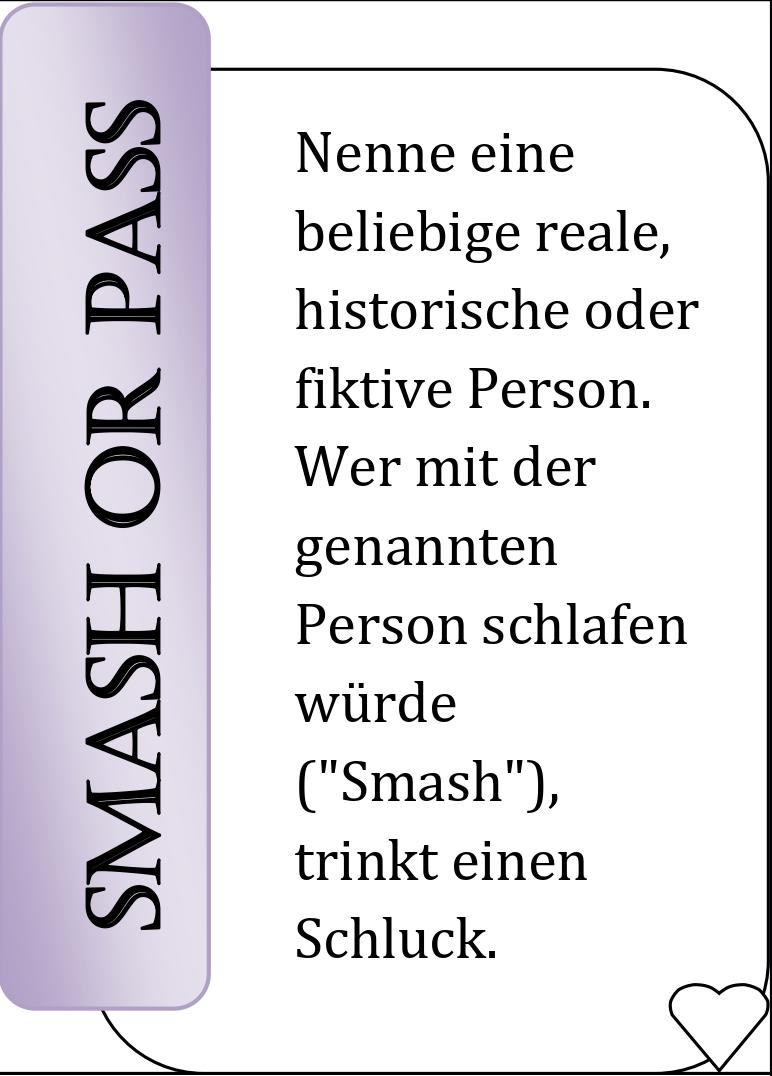 SMASH OR PASS
Nenne eine
beliebige reale,
historische oder
fiktive Person.
Wer mit der
genannten
Person schlafen
würde
("Smash"),
trinkt einen
Schluck.